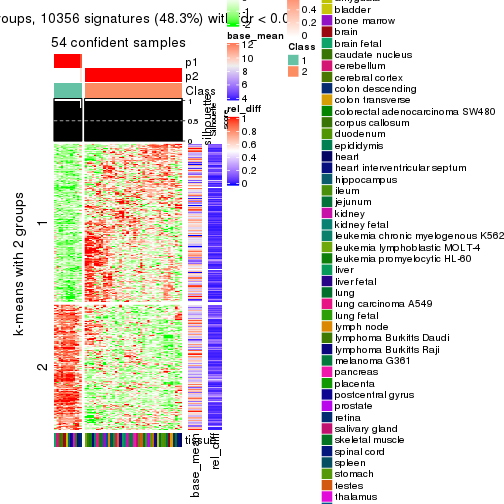 oups, 10356 signatures (48.3%) with fdr < 0.0
54 confident samples
p1
p2
Class
silhouette
1
0.5
0
k-means with 2 groups
1
2
tissue
base_mean
rel_diff
-2
base_mean
12
10
8
6
4
rel_diff
1
0.8
0.6
0.4
0.2
0
0.4
0.2
0
Class
1
2
bladder
bone marrow
brain
brain fetal
caudate nucleus
cerebellum
cerebral cortex
colon descending
colon transverse
colorectal adenocarcinoma SW480
corpus callosum
duodenum
epididymis
heart
heart interventricular septum
hippocampus
ileum
jejunum
kidney
kidney fetal
leukemia chronic myelogenous K562
leukemia lymphoblastic MOLT-4
leukemia promyelocytic HL-60
liver
liver fetal
lung
lung carcinoma A549
lung fetal
lymph node
lymphoma Burkitts Daudi
lymphoma Burkitts Raji
melanoma G361
pancreas
placenta
postcentral gyrus
prostate
retina
salivary gland
skeletal muscle
spinal cord
spleen
stomach
testes
thalamus